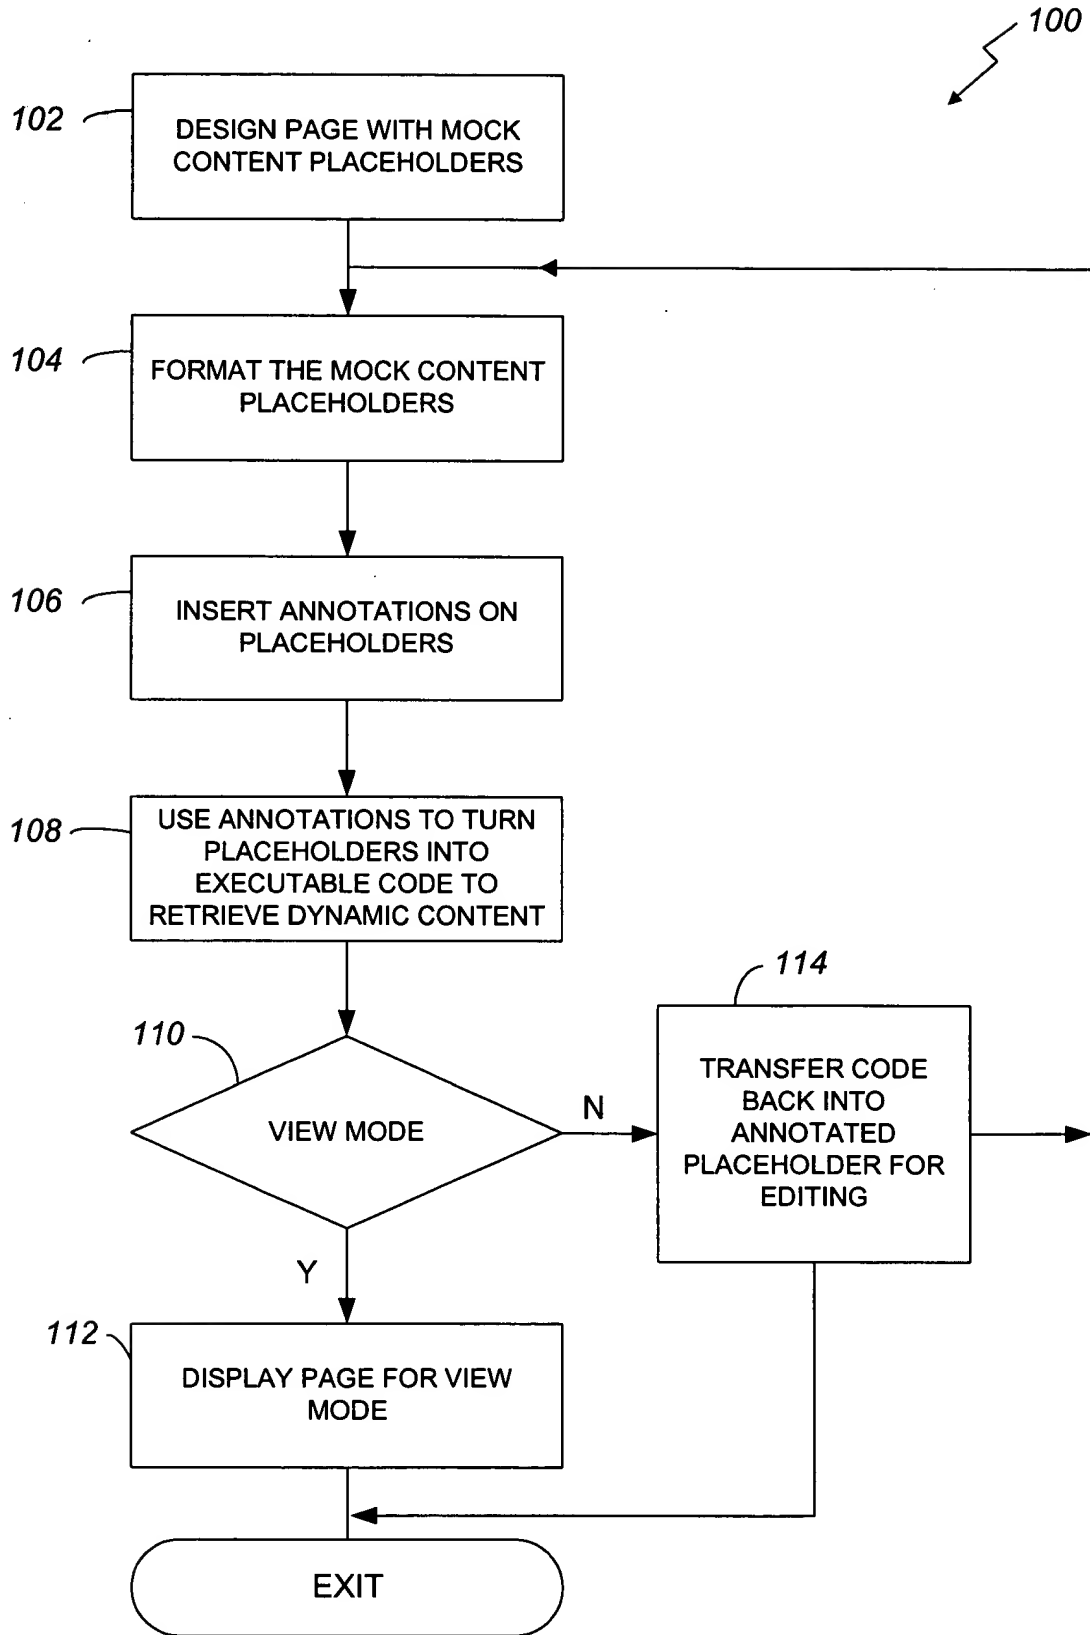 100
102
DESIGN PAGE WITH MOCK
CONTENT PLACEHOLDERS
104
FORMAT THE MOCK CONTENT
PLACEHOLDERS
106
INSERT ANNOTATIONS ON
PLACEHOLDERS
108
USE ANNOTATIONS TO TURN
PLACEHOLDERS INTO
EXECUTABLE CODE TO
RETRIEVE DYNAMIC CONTENT
110
VIEW MODE
N
114
TRANSFER CODE
BACK INTO
ANNOTATED
PLACEHOLDER FOR
EDITING
Y
112
DISPLAY PAGE FOR VIEW
MODE
EXIT